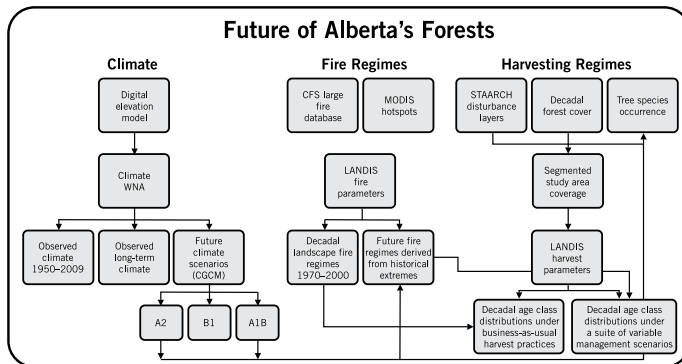 Future of Alberta's Forests
Climate
Fire Regimes
Harvesting Regimes
Digital
elevation
model
CFS large
fire
database
MODIS
hotspots
STAARCH
disturbance
layers
Decadal
forest cover
Tree species
occurrence
Climate
WNA
LANDIS
fire
parameters
Segmented
study area
coverage
Observed
climate
1950–2009
Observed
long-term
climate
Future
climate
scenarios
(CGCM)
Decadal
landscape fire
regimes
1970–2000
Future fire
regimes derived
from historical
extremes
LANDIS
harvest
parameters
A2
B1
A1B
Decadal age class
distributions under
business-as-usual
harvest practices
Decadal age class
distributions under
a suite of variable
management scenarios